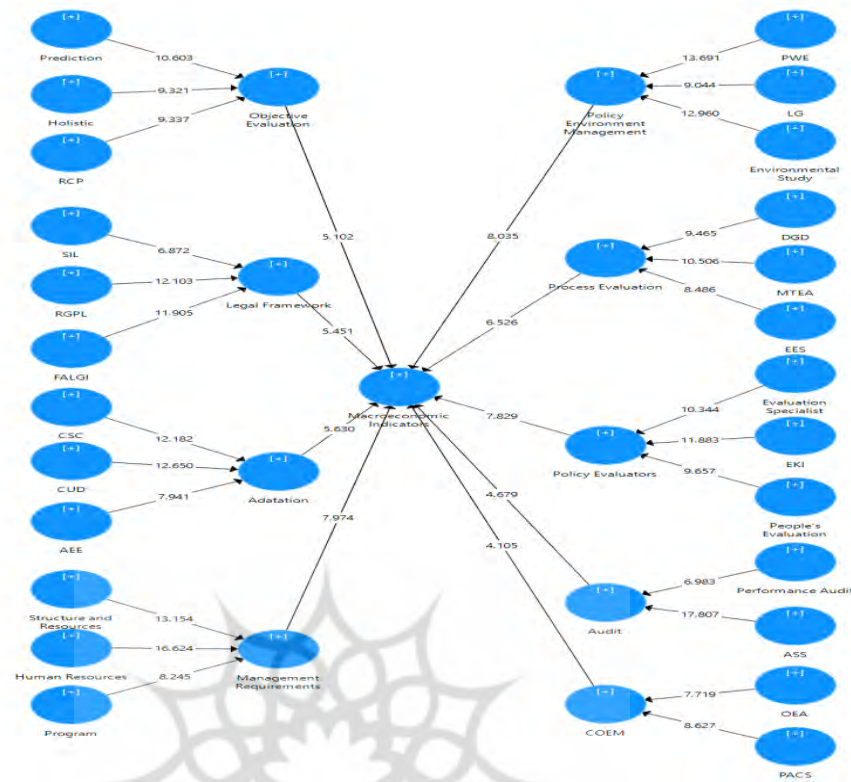 [+]
Prediction
10.603
[+]
Holistic
9.321
[+]
RCP
9.337
[+]
Objective
Evaluation
5.102
[+]
SIL
6.872
[+]
RGPL
12.103
[+]
FALGI
11.905
[+]
Legal Framework
5.451
[+]
CSC
12.182
[+]
CUD
12.650
[+]
AEE
7.941
[+]
Adatation
5.630
[+]
Structure and
Resources
13.154
[+]
Human Resources
16.624
[+]
Program
8.245
[+]
Management
Requirements
7.974
[+]
Macroeconomic
Indicators
[+]
PWE
13.691
[+]
LG
9.044
[+]
Environmental
Study
12.960
[+]
Policy
Environment
Management
8.035
[+]
DGD
9.465
[+]
MTEA
10.506
[+]
EES
8.486
[+]
Process Evaluation
6.526
[+]
Evaluation
Specialist
10.344
[+]
EKI
11.883
[+]
People's
Evaluation
9.657
[+]
Policy Evaluators
7.829
[+]
Performance Audit
6.983
[+]
ASS
17.807
[+]
Audit
4.679
[+]
OEA
7.719
[+]
PACS
8.627
[+]
COEM
4.105